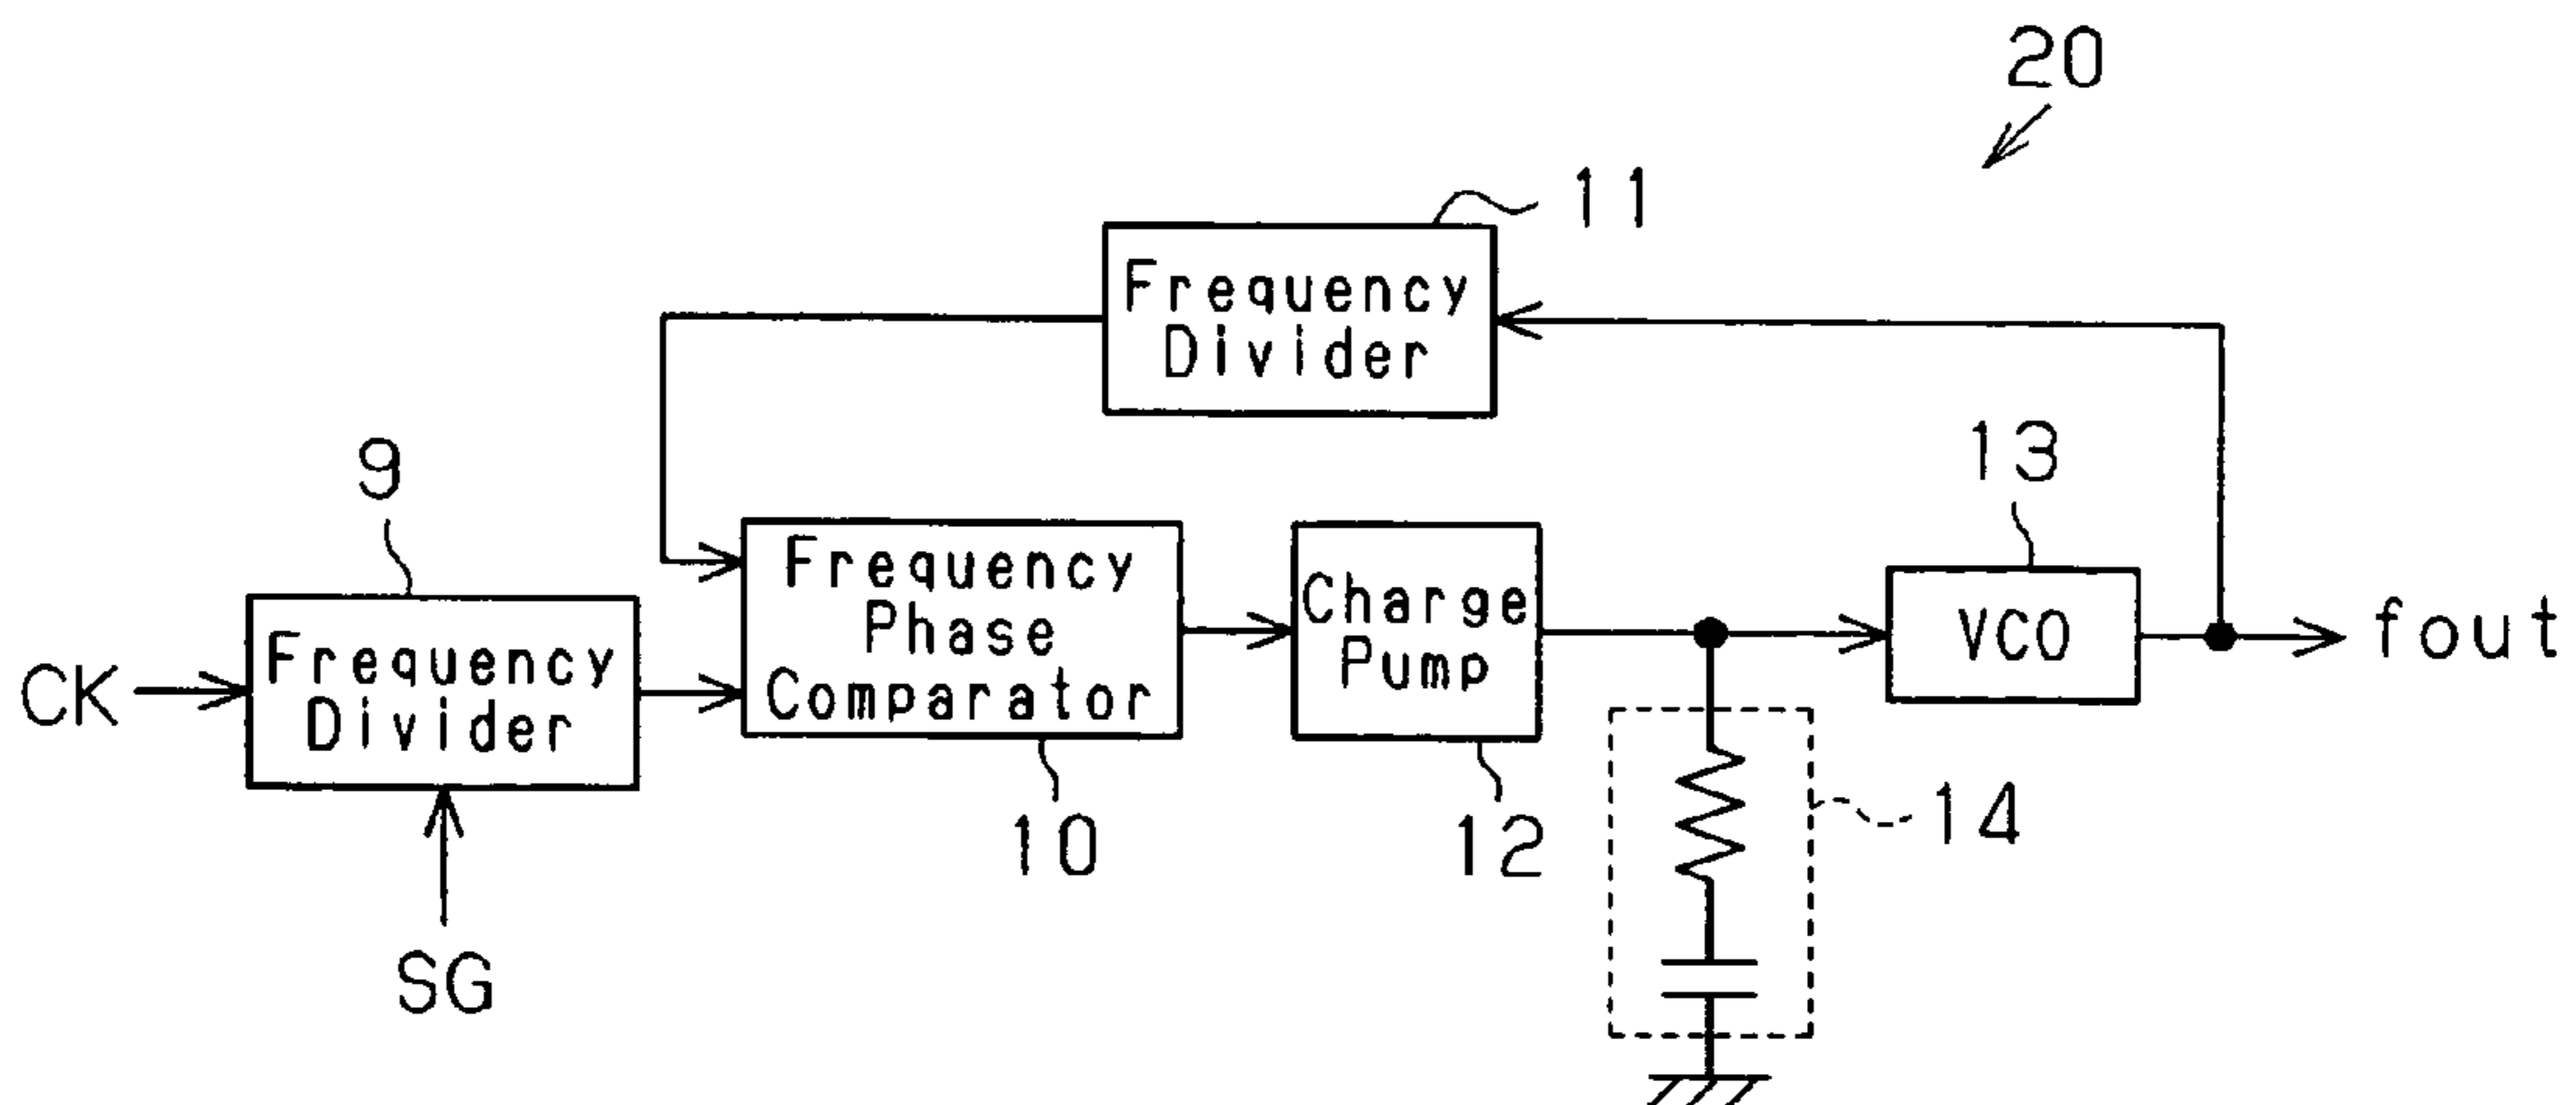 20
11
Frequency
Divider
9
13
Frequency
Phase
Comparator
Charge
Pump
VCO
fout
CK
Frequency
Divider
10
12
14
SG